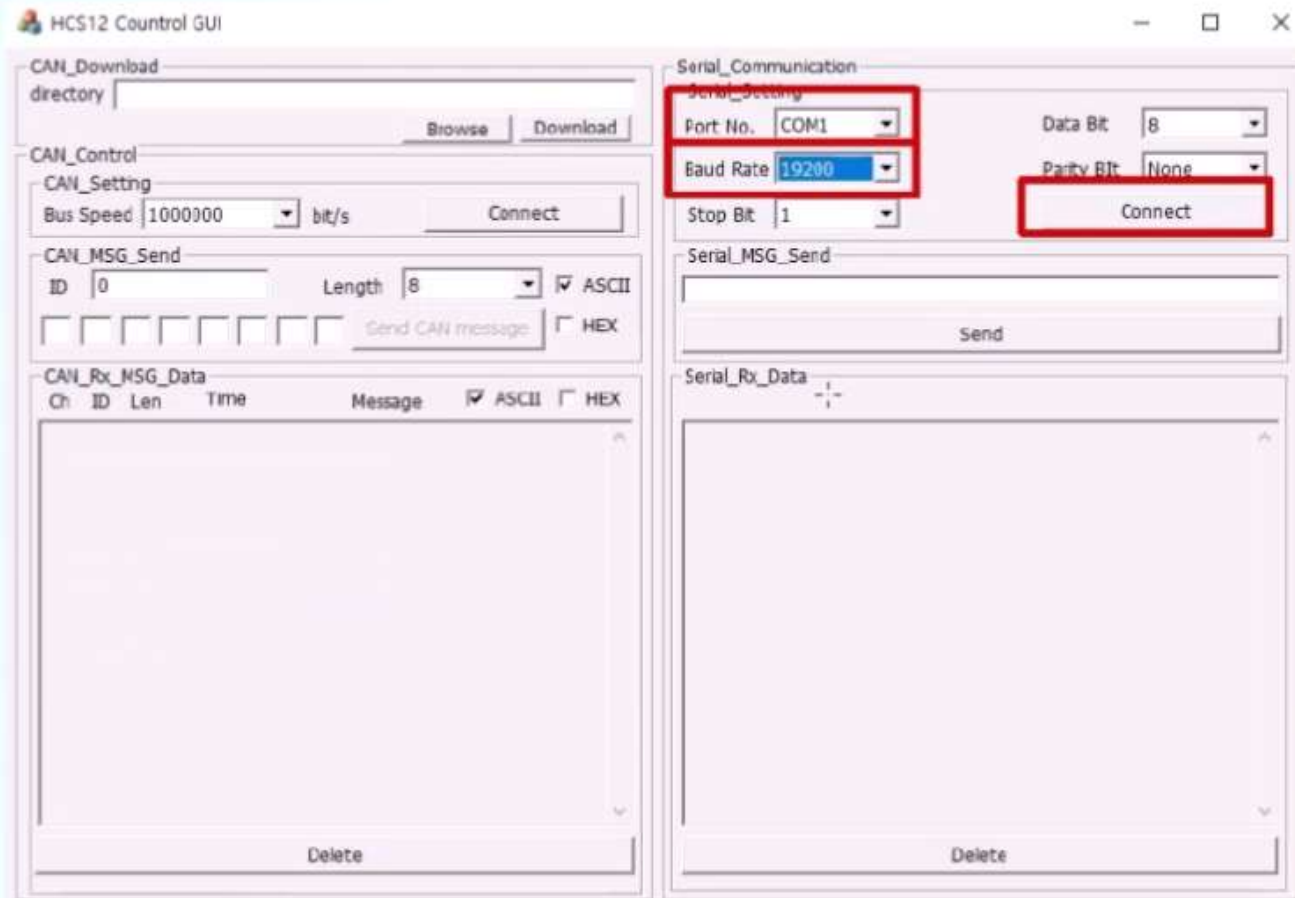 HCS12 Countrol GUI
CAN_Download
directory
Browse Download
CAN_Control
CAN_Setting
Bus Speed 1000000 bit/s Connect
CAN_MSG_Send
ID 0 Length 8 ASCII
Send CAN message HEX
CAN_Rx_MSG_Data
Ch ID Len Time Message ASCII HEX
Delete
Serial_Communication
Serial_Setting
Port No. COM1 Data Bit 8
Baud Rate 19200 Parity BIt None
Stop Bit 1 Connect
Serial_MSG_Send
Send
Serial_Rx_Data
Delete